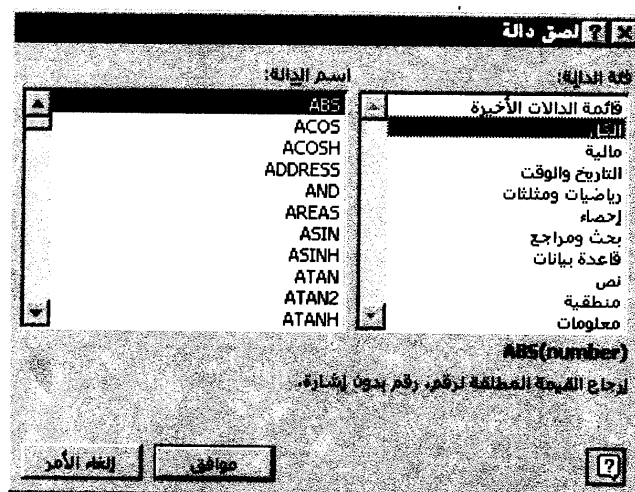 لصق دالة
فئة الدالة:
قائمة الدالات الأخيرة
الكل
مالية
التاريخ والوقت
رياضيات ومثلثات
إحصاء
بحث ومراجع
قاعدة بيانات
نص
منطقية
معلومات
اسم الدالة:
ABS
ACOS
ACOSH
ADDRESS
AND
AREAS
ASIN
ASINH
ATAN
ATAN2
ATANH
ABS(number)
إرجاع القيمة المطلقة لرقم، رقم بدون إشارة.
موافق
إلغاء الأمر